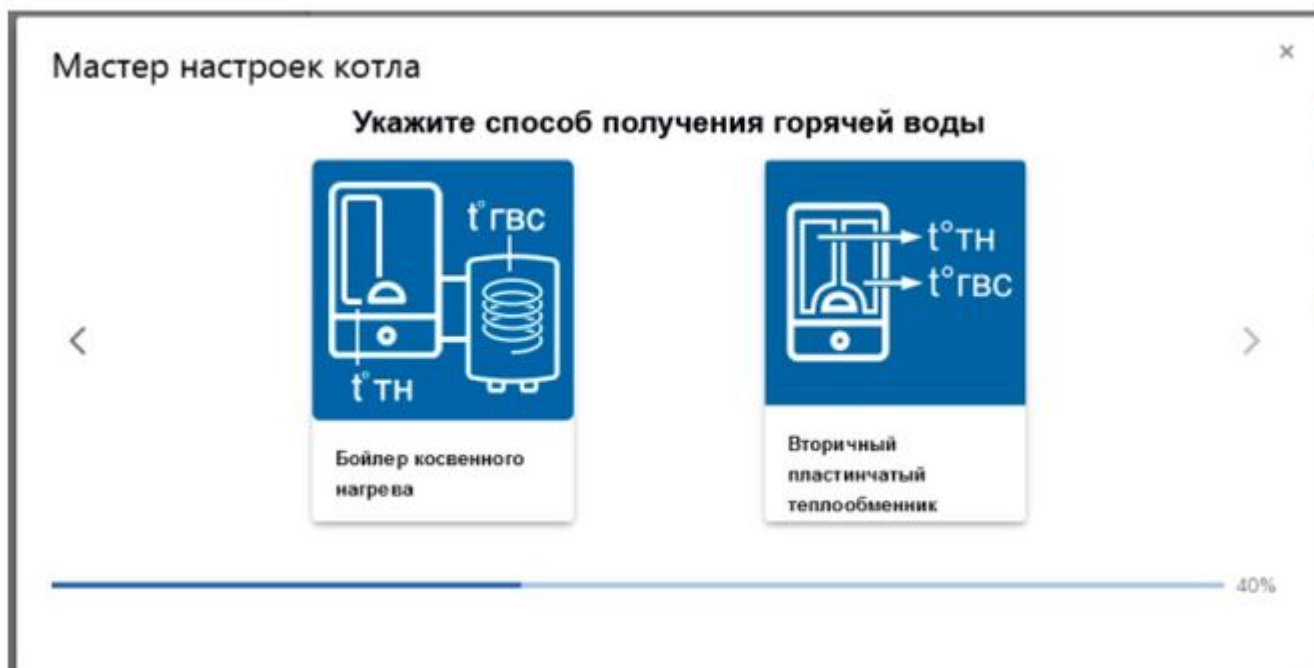 Мастер настроек котла
×
Укажите способ получения горячей воды
t°ГВС
t°ТН
t°ТН
t°ГВС
Бойлер косвенного
нагрева
Вторичный
пластинчатый
теплообменник
40%